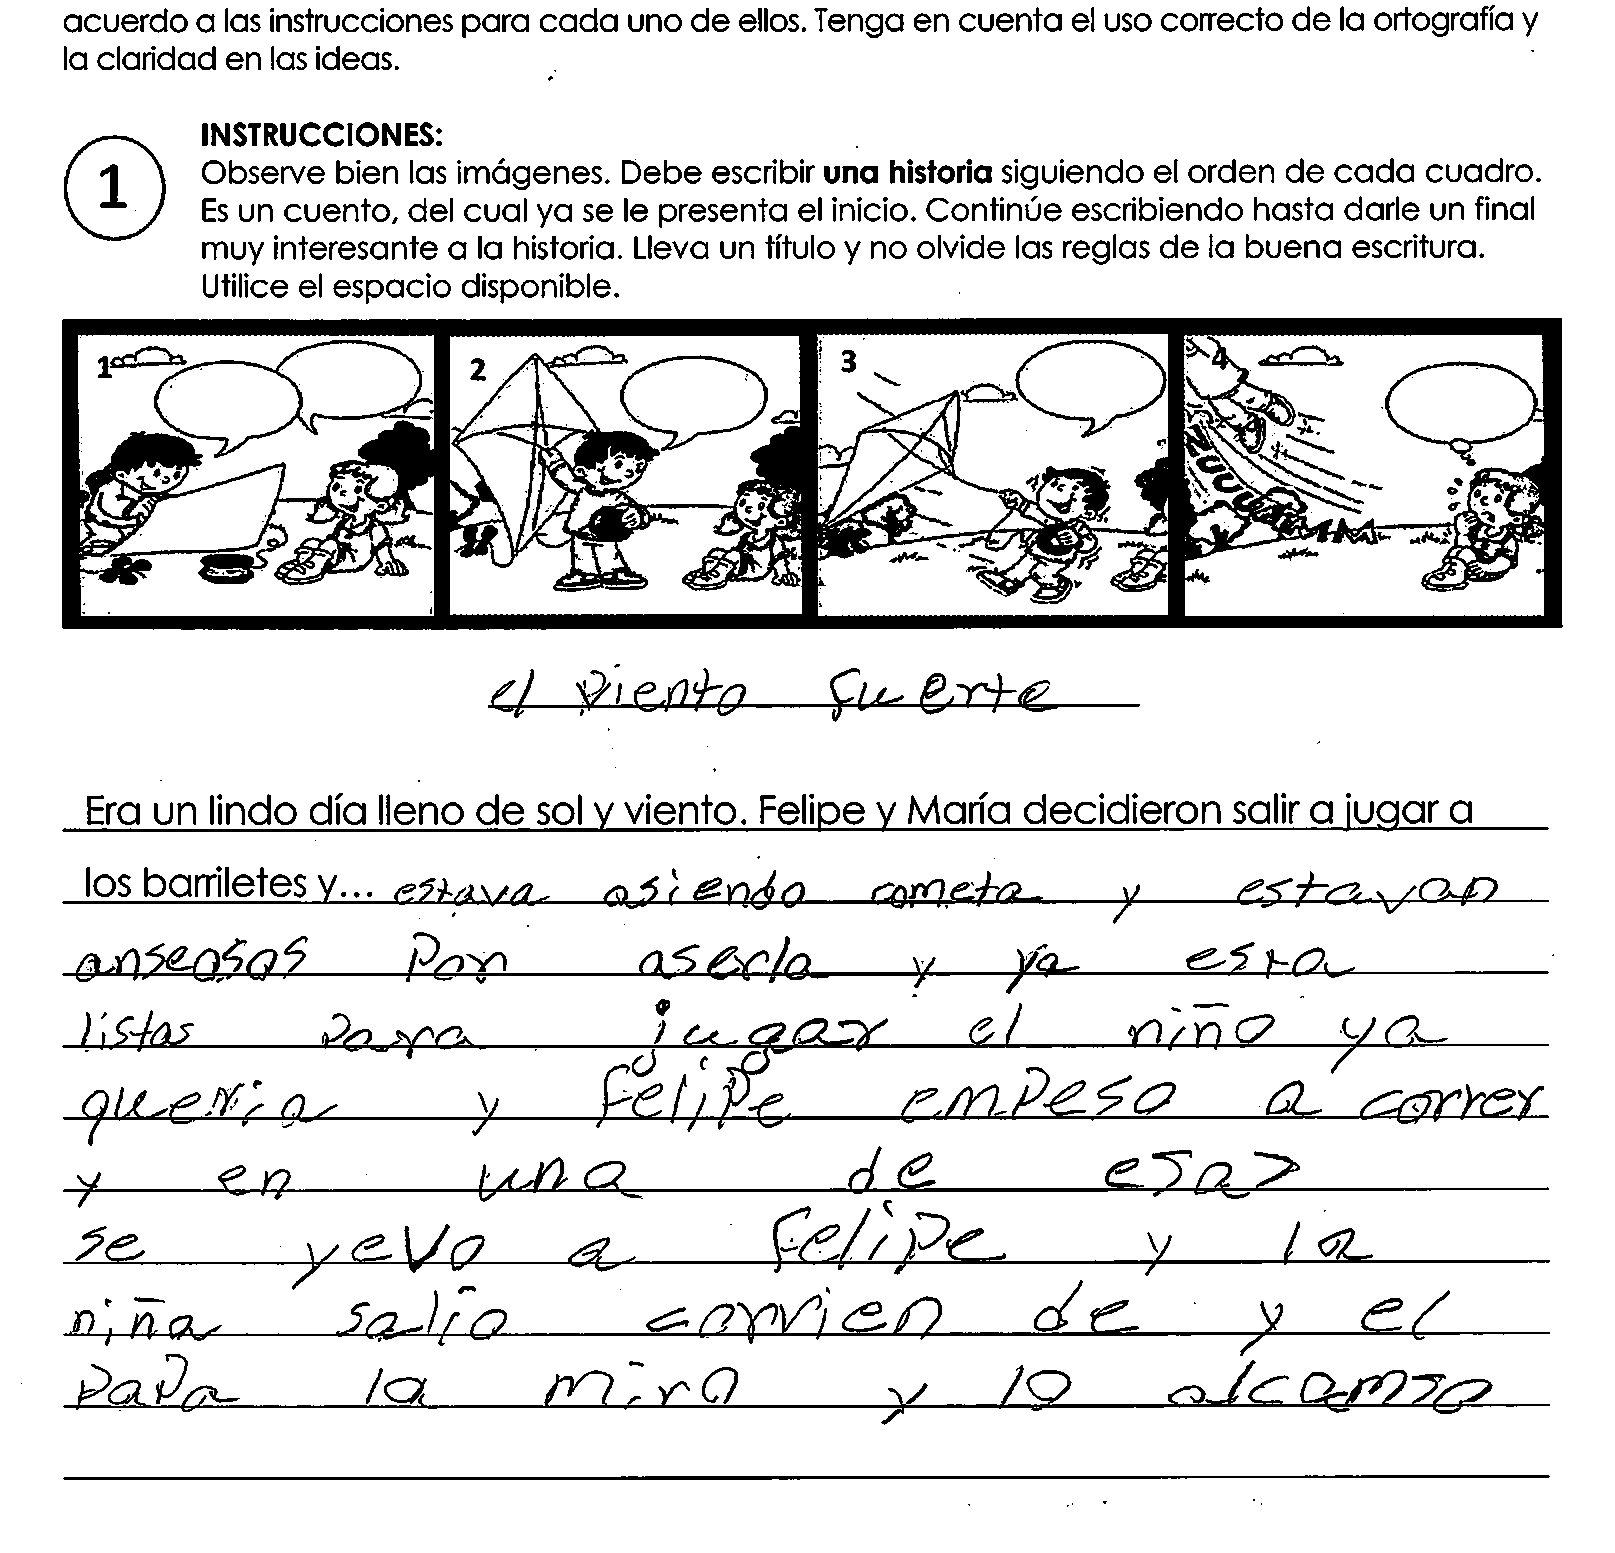 acuerdo a las instrucciones para cada uno de ellos. Tenga en cuenta el uso correcto de la ortografía y
la claridad en las ideas.
1
INSTRUCCIONES:
Observe bien las imágenes. Debe escribir una historia siguiendo el orden de cada cuadro.
Es un cuento, del cual ya se le presenta el inicio. Continúe escribiendo hasta darle un final
muy interesante a la historia. Lleva un título y no olvide las reglas de la buena escritura.
Utilice el espacio disponible.
1 2 3 4
el viento fuerte
Era un lindo día lleno de sol y viento. Felipe y María decidieron salir a jugar a
los barriletes y... estava asiendo cometa y estavan
anseosos por aserla y ya esta
listas para jugar el niño ya
queria y Felipe empeso a correr
y en una de esas
se yevo a Felipe y la
niña salio corrien de y el
papa la miro y lo alcamso